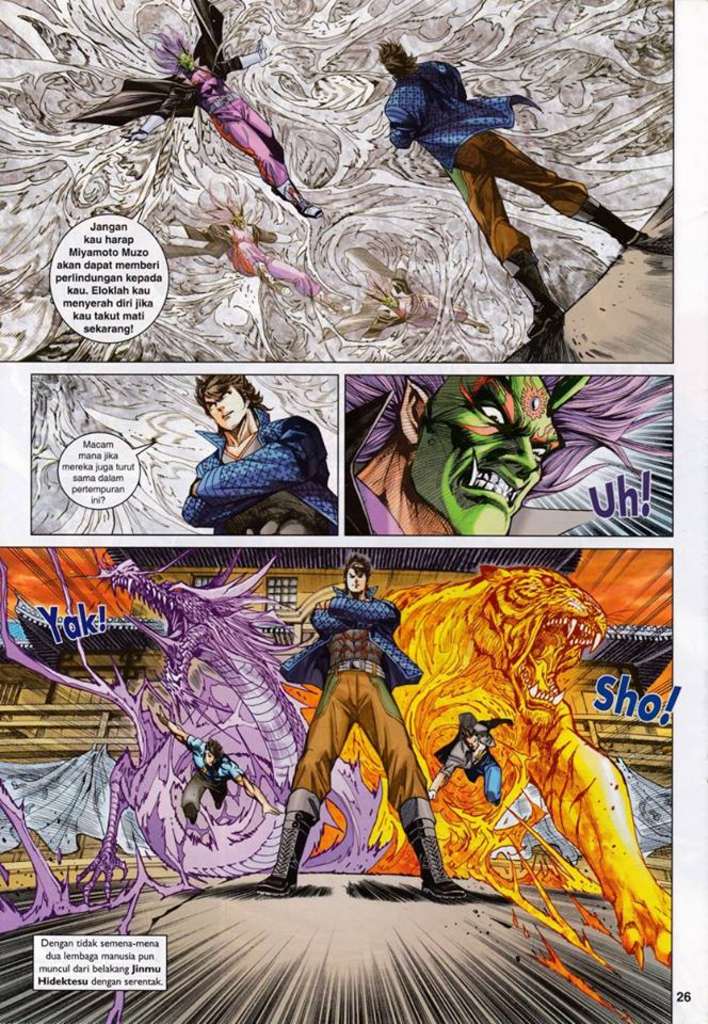 Jangan
kau harap
Miyamoto Muzo
akan dapat memberi
perlindungan kepada
kau. Eloklah kau
menyerah diri jika
kau takut mati
sekarang!
Macam
mana jika
mereka juga turut
sama dalam
pertempuran
ini?
Uh!
Yak!
Sho!
Dengan tidak semena-mena
dua lembaga manusia pun
muncul dari belakang Jinmu
Hidektesu dengan serentak.
26